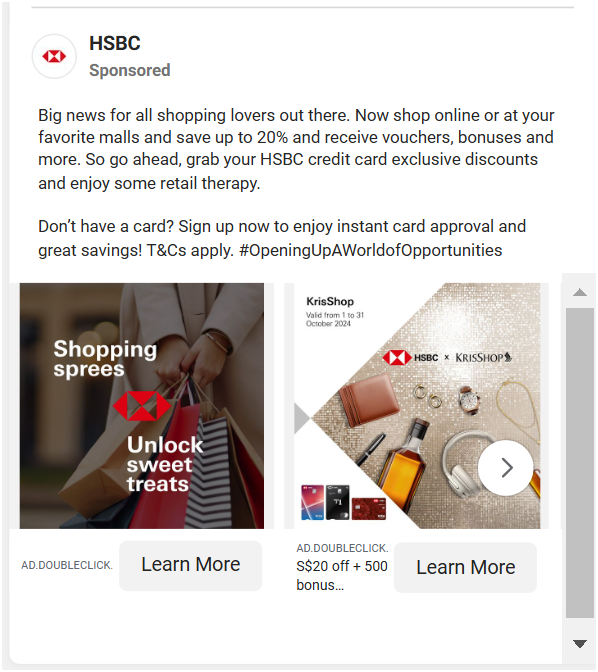 HSBC
Sponsored
Big news for all shopping lovers out there. Now shop online or at your
favorite malls and save up to 20% and receive vouchers, bonuses and
more. So go ahead, grab your HSBC credit card exclusive discounts
and enjoy some retail therapy.
Don’t have a card? Sign up now to enjoy instant card approval and
great savings! T&Cs apply. #OpeningUpAWorldofOpportunities
Shopping
sprees
Unlock
sweet
treats
KrisShop
Valid from 1 to 31
October 2024
HSBC x KRISSHOP
AD.DOUBLECLICK.
Learn More
AD.DOUBLECLICK.
S$20 off + 500
bonus...
Learn More